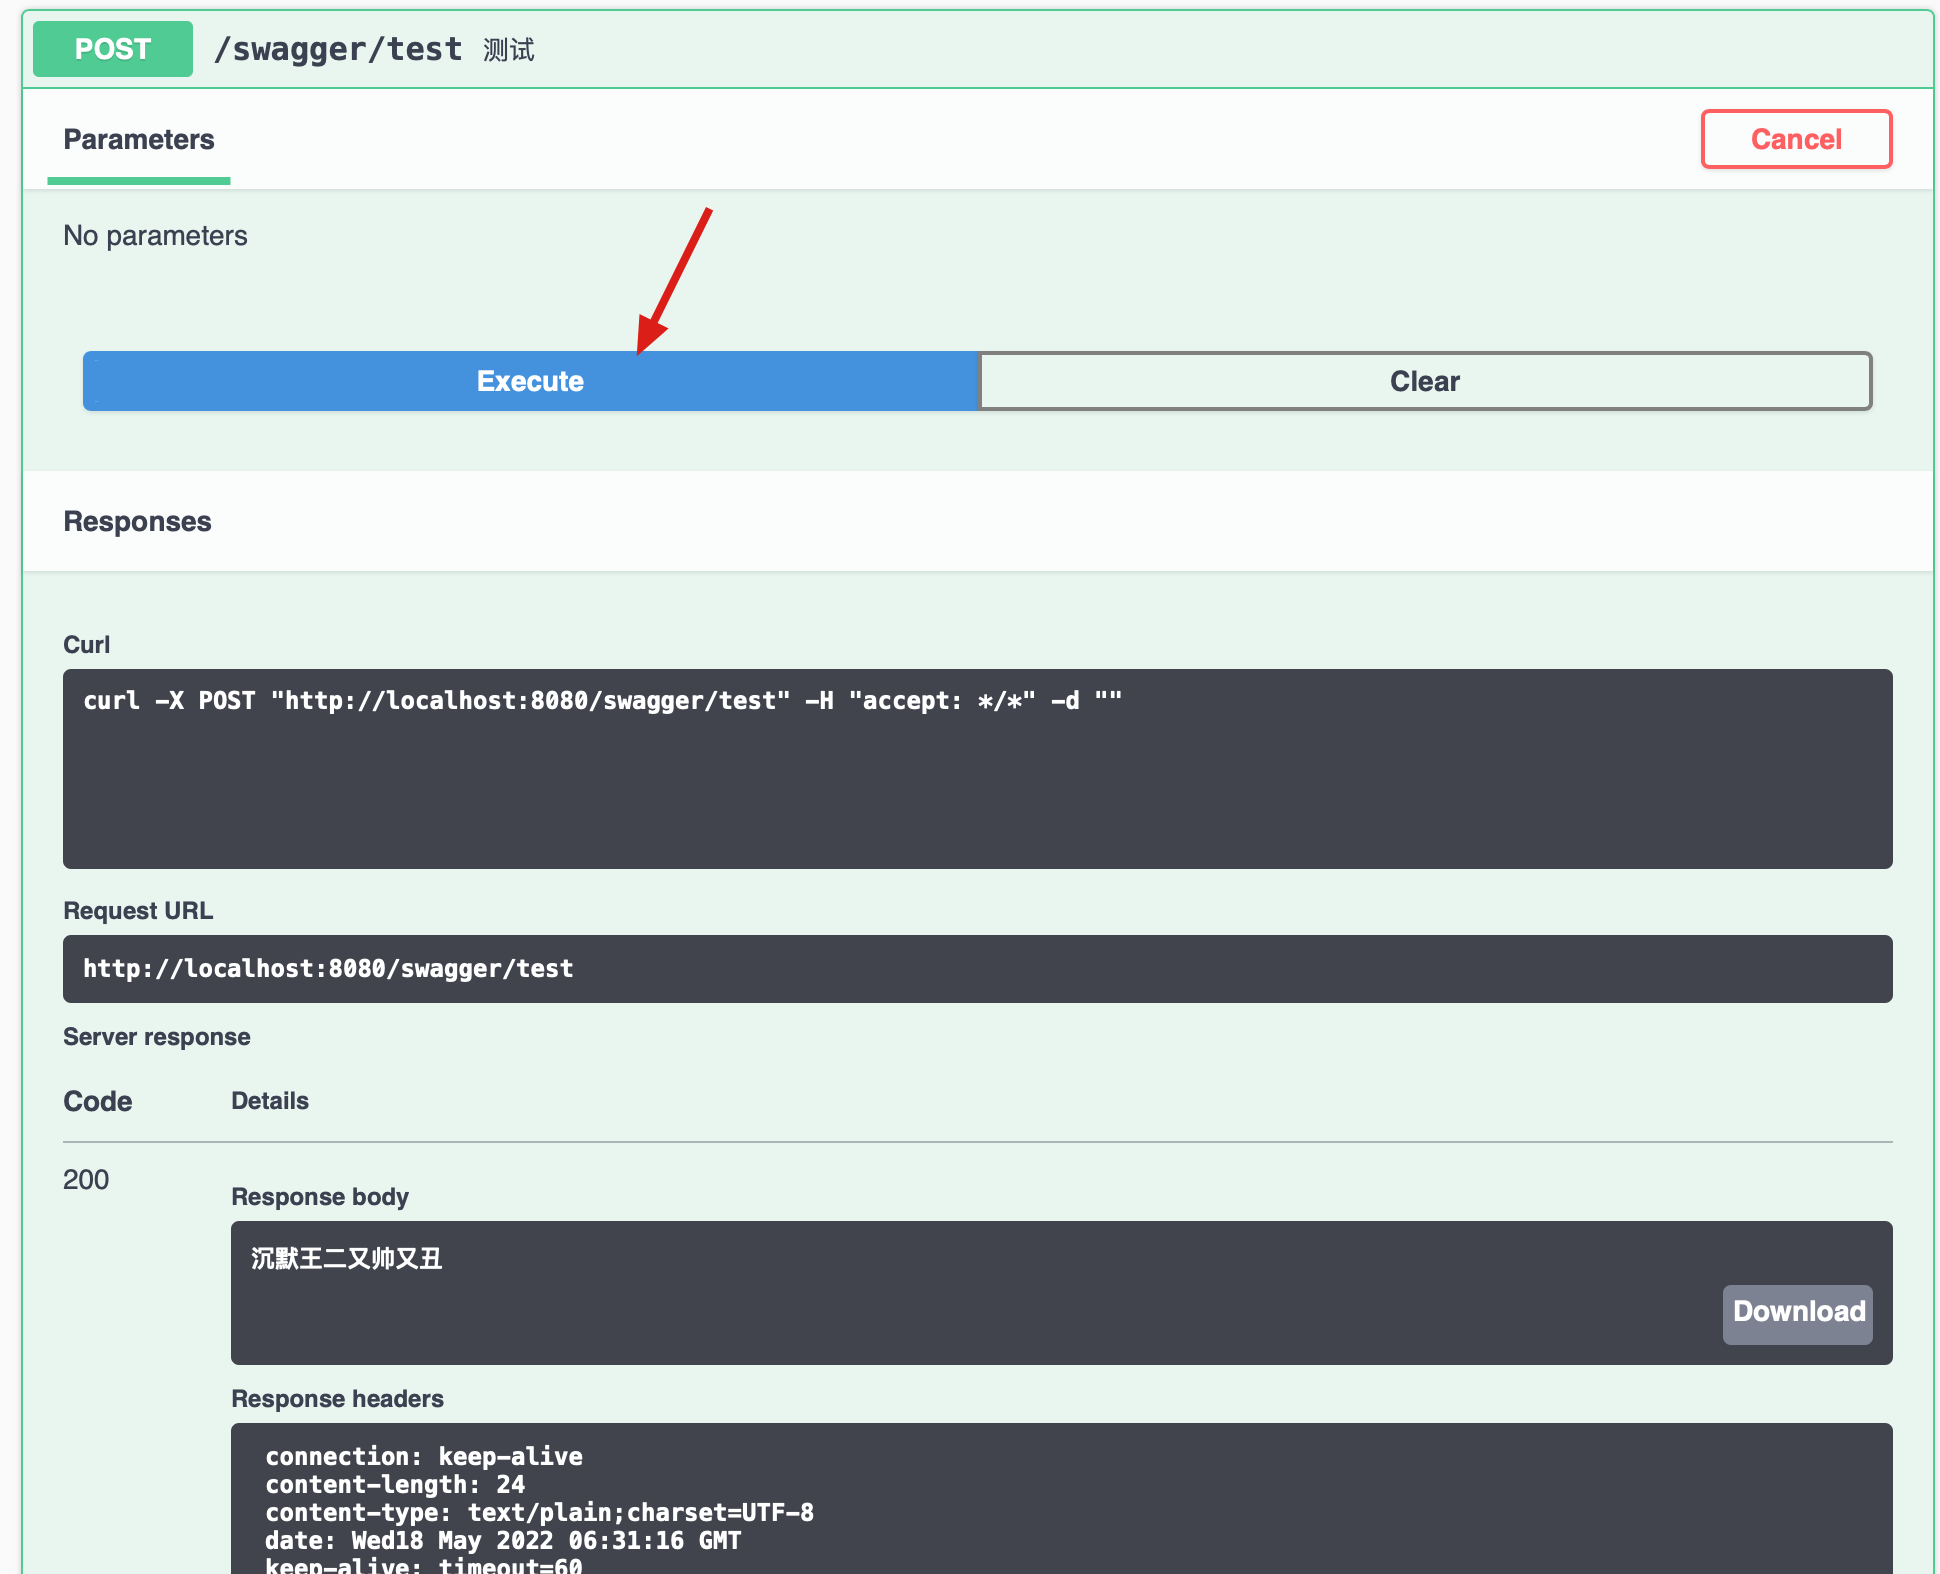 POST /swagger/test 测试
Parameters
Cancel
No parameters
Execute
Clear
Responses
Curl
curl -X POST "http://localhost:8080/swagger/test" -H "accept: */*" -d ""
Request URL
http://localhost:8080/swagger/test
Server response
Code Details
200
Response body
沉默王二又帅又丑
Download
Response headers
connection: keep-alive
content-length: 24
content-type: text/plain;charset=UTF-8
date: Wed18 May 2022 06:31:16 GMT
keep-alive: timeout=60